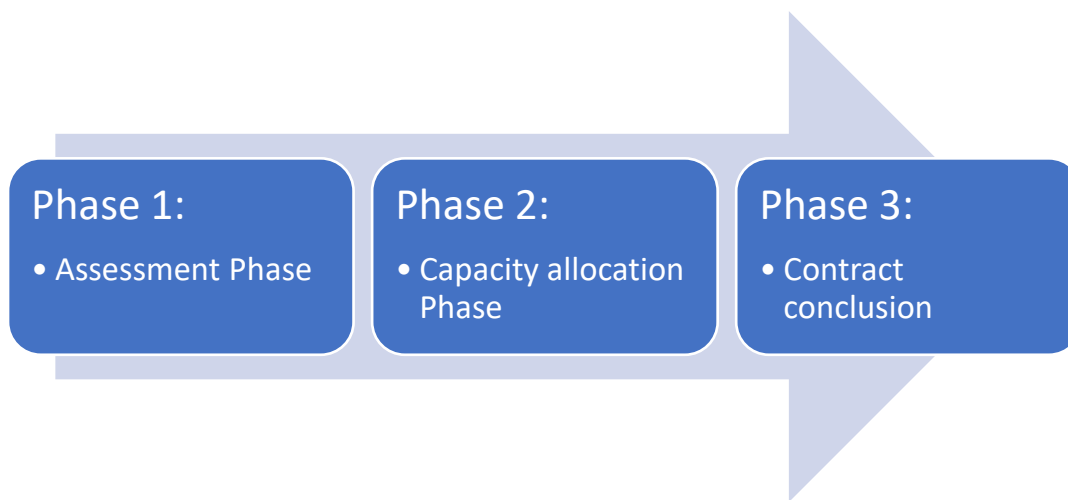 Phase 1:
• Assessment Phase
Phase 2:
• Capacity allocation
Phase
Phase 3:
• Contract
conclusion